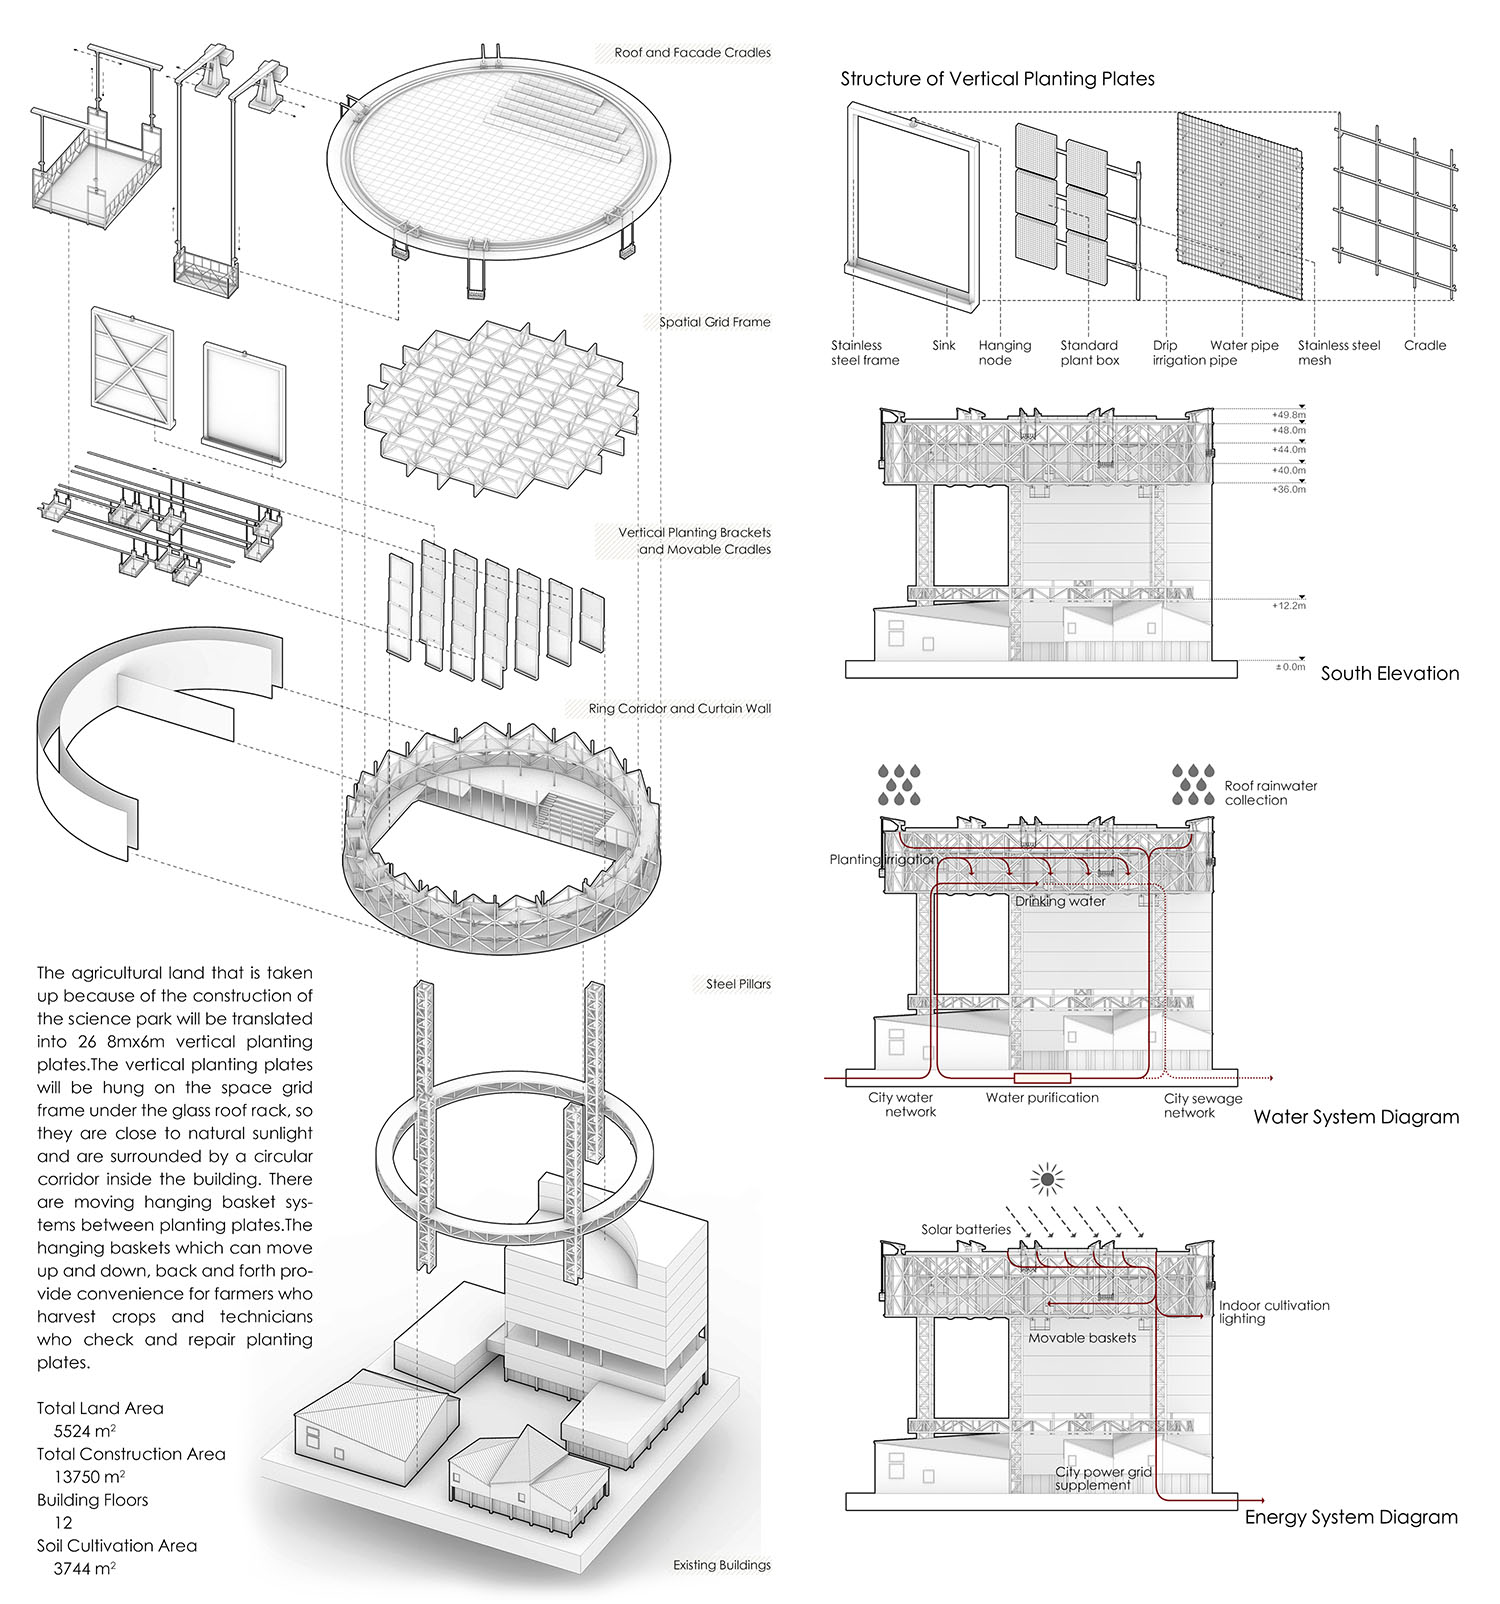 Roof and Facade Cradles
Spatial Grid Frame
Vertical Planting Brackets
and Movable Cradles
Ring Corridor and Curtain Wall
Steel Pillars
Existing Buildings
The agricultural land that is taken
up because of the construction of
the science park will be translated
into 26 8mx6m vertical planting
plates.The vertical planting plates
will be hung on the space grid
frame under the glass roof rack, so
they are close to natural sunlight
and are surrounded by a circular
corridor inside the building. There
are moving hanging basket sys-
tems between planting plates.The
hanging baskets which can move
up and down, back and forth pro-
vide convenience for farmers who
harvest crops and technicians
who check and repair planting
plates.
Total Land Area
5524 m²
Total Construction Area
13750 m²
Building Floors
12
Soil Cultivation Area
3744 m²
Structure of Vertical Planting Plates
Stainless
steel frame
Sink
Hanging
node
Standard
plant box
Drip
irrigation pipe
Water pipe
Stainless steel
mesh
Cradle
+49.8m
+48.0m
+44.0m
+40.0m
+36.0m
+12.2m
±0.0m
South Elevation
Roof rainwater
collection
Planting irrigation
Drinking water
City water
network
Water purification
City sewage
network
Water System Diagram
Solar batteries
Indoor cultivation
lighting
Movable baskets
City power grid
supplement
Energy System Diagram